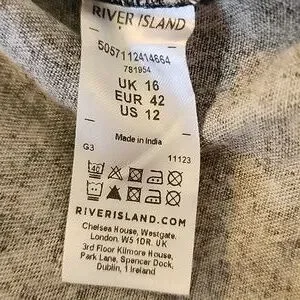 RIVER ISLAND
5057112414664
781954
UK 16
EUR 42
US 12
Made in India
G3 11123
40
RIVERISLAND.COM
Chelsea House, Westgate,
London. W5 1DR. UK
3rd Floor Kilmore House,
Park Lane, Spencer Dock,
Dublin, 1 Ireland